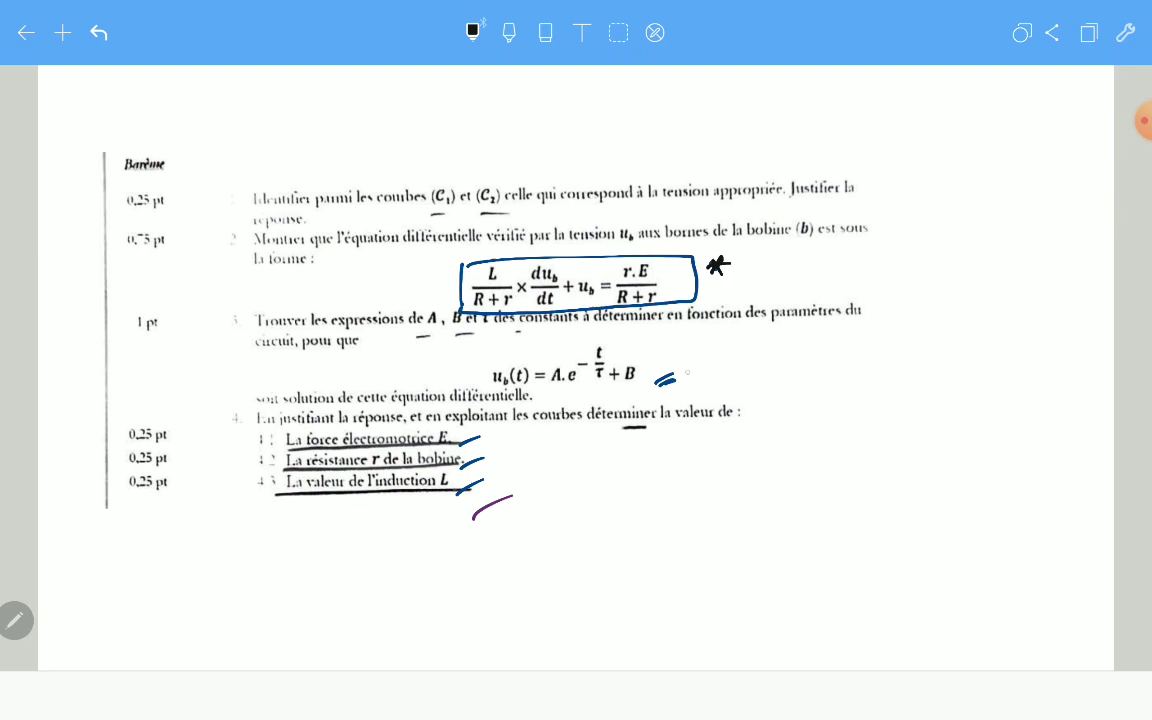 Barème
0,25 pt Identifier parmi les courbes (C₁) et (C₂) celle qui correspond à la tension appropriée. Justifier la
réponse.
0,75 pt 2. Montrer que l'équation différentielle vérifié par la tension u_b aux bornes de la bobine (b) est sous
la forme :
L/(R + r) × du_b/dt + u_b = r.E/(R + r)
1 pt 3. Trouver les expressions de A , B et τ des constants à déterminer en fonction des paramètres du
circuit, pour que
u_b(t) = A.e^(−t/τ) + B
soit solution de cette équation différentielle.
4. En justifiant la réponse, et en exploitant les courbes déterminer la valeur de :
0,25 pt 4.1 La force électromotrice E.
0,25 pt 4.2 La résistance r de la bobine.
0,25 pt 4.3 La valeur de l'induction L